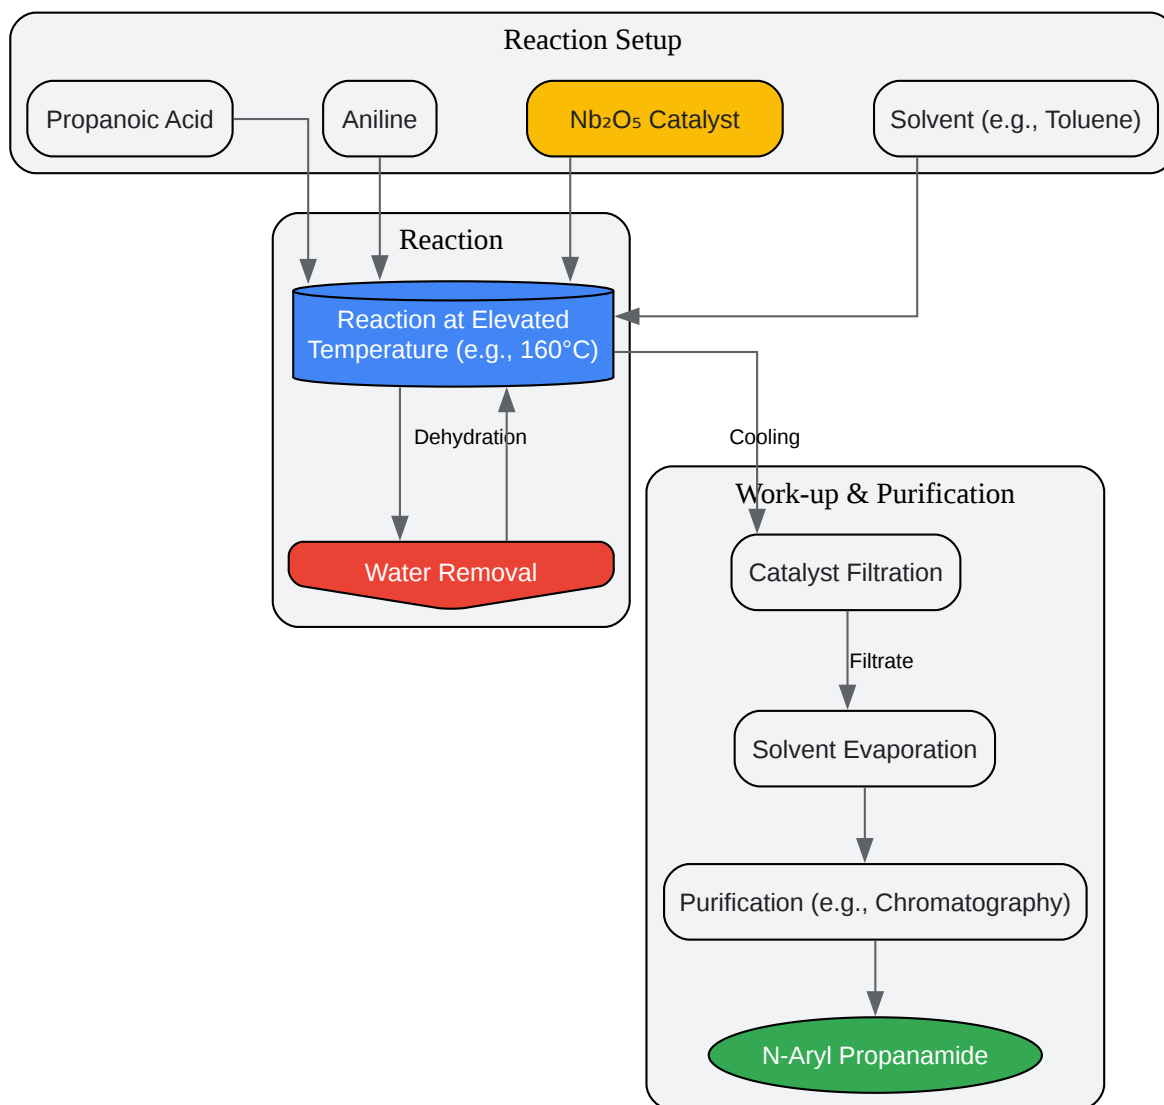 Reaction Setup
Propanoic Acid
Aniline
Nb₂O₅ Catalyst
Solvent (e.g., Toluene)
Reaction
Reaction at Elevated
Temperature (e.g., 160°C)
Dehydration
Cooling
Water Removal
Work-up & Purification
Catalyst Filtration
Filtrate
Solvent Evaporation
Purification (e.g., Chromatography)
N-Aryl Propanamide